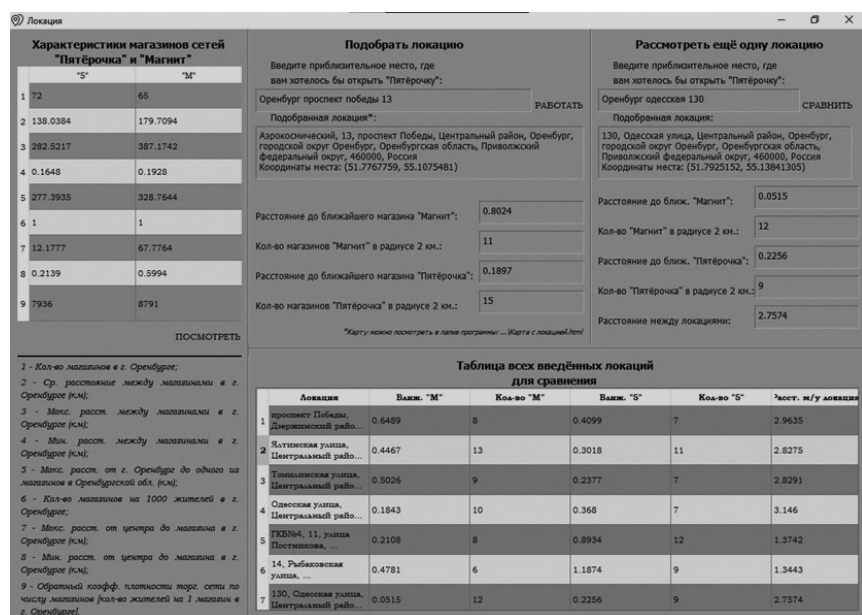 Локация
Характеристики магазинов сетей
"Пятёрочка" и "Магнит"
"5" "М"
1 72 65
2 138.0384 179.7094
3 282.5217 387.1742
4 0.1648 0.1928
5 277.3935 328.7644
6 1 1
7 12.1777 67.7764
8 0.2139 0.5994
9 7936 8791
ПОСМОТРЕТЬ
1 - Кол-во магазинов в г. Оренбурге;
2 - Ср. расстояние между магазинами в г.
Оренбурге (км);
3 - Макс. расст. между магазинами в г.
Оренбурге (км);
4 - Мин. расст. между магазинами в г.
Оренбурге (км);
5 - Макс. расст. от г. Оренбург до одного из
магазинов в Оренбургской обл. (км);
6 - Кол-во магазинов на 1000 жителей в г.
Оренбурге;
7 - Макс. расст. от центра до магазина в г.
Оренбурге (км);
8 - Мин. расст. от центра до магазина в г.
Оренбурге (км);
9 - Обратный коэфф. плотности торг. сети по
числу магазинов [кол-во жителей на 1 магазин в
г. Оренбурге].
Подобрать локацию
Введите приблизительное место, где
вам хотелось бы открыть "Пятёрочку":
Оренбург проспект победы 13
РАБОТАТЬ
Подобранная локация*:
Аэрокосмический, 13, проспект Победы, Центральный район, Оренбург,
городской округ Оренбург, Оренбургская область, Приволжский
федеральный округ, 460000, Россия
Координаты места: (51.7767759, 55.1075481)
Расстояние до ближайшего магазина "Магнит": 0.8024
Кол-во магазинов "Магнит" в радиусе 2 км.: 11
Расстояние до ближайшего магазина "Пятёрочка": 0.1897
Кол-во магазинов "Пятёрочка" в радиусе 2 км.: 15
*Карту можно посмотреть в папке программы: ...\Карта с локацией.html
Рассмотреть ещё одну локацию
Введите приблизительное место, где
вам хотелось бы открыть "Пятёрочку":
Оренбург одесская 130
СРАВНИТЬ
Подобранная локация:
130, Одесская улица, Центральный район, Оренбург,
городской округ Оренбург, Оренбургская область,
Приволжский федеральный округ, 460000, Россия
Координаты места: (51.7925152, 55.13841305)
Расстояние до ближ. "Магнит": 0.0515
Кол-во "Магнит" в радиусе 2 км.: 12
Расстояние до ближ. "Пятёрочка": 0.2256
Кол-во "Пятёрочка" в радиусе 2 км.: 9
Расстояние между локациями: 2.7574
Таблица всех введённых локаций
для сравнения
Локация Ближ. "М" Кол-во "М" Ближ. "5" Кол-во "5" Расст. м/у локация
1 проспект Победы, Дзержинский райо... 0.6489 8 0.4099 7 2.9635
2 Ялтинская улица, Центральный райо... 0.4467 13 0.3018 11 2.8275
3 Томилинская улица, Центральный райо... 0.5026 9 0.2377 7 2.8291
4 Одесская улица, Центральный райо... 0.1843 10 0.368 7 3.146
5 ГКБ№4, 11, улица Постникова, ... 0.2108 8 0.8934 12 1.3742
6 14, Рыбаковская улица, ... 0.4781 6 1.1874 9 1.3443
7 130, Одесская улица, Центральный райо... 0.0515 12 0.2256 9 2.7574